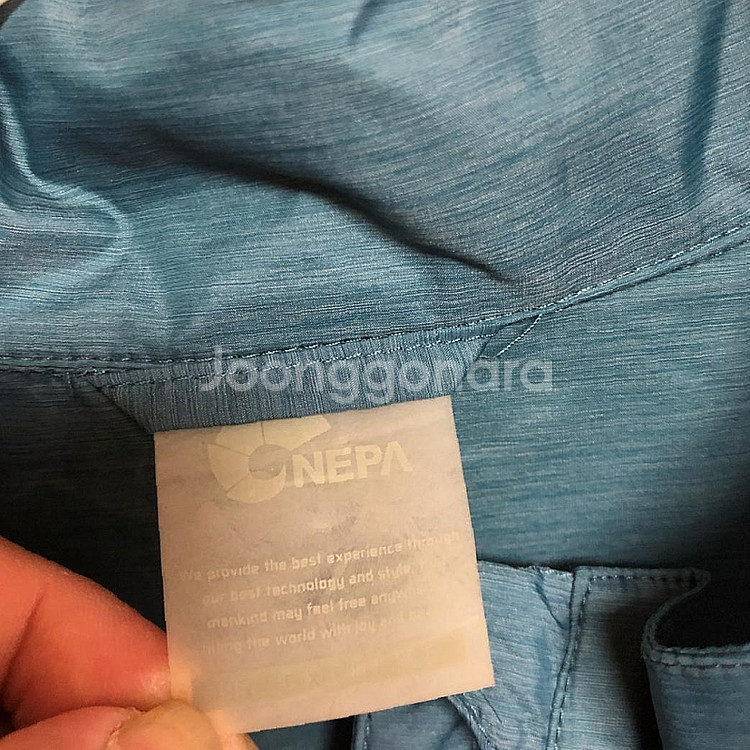 Joonggonara
NEPA
We provide the best experience through
our best technology and style,
mankind may feel free
the world with joy and